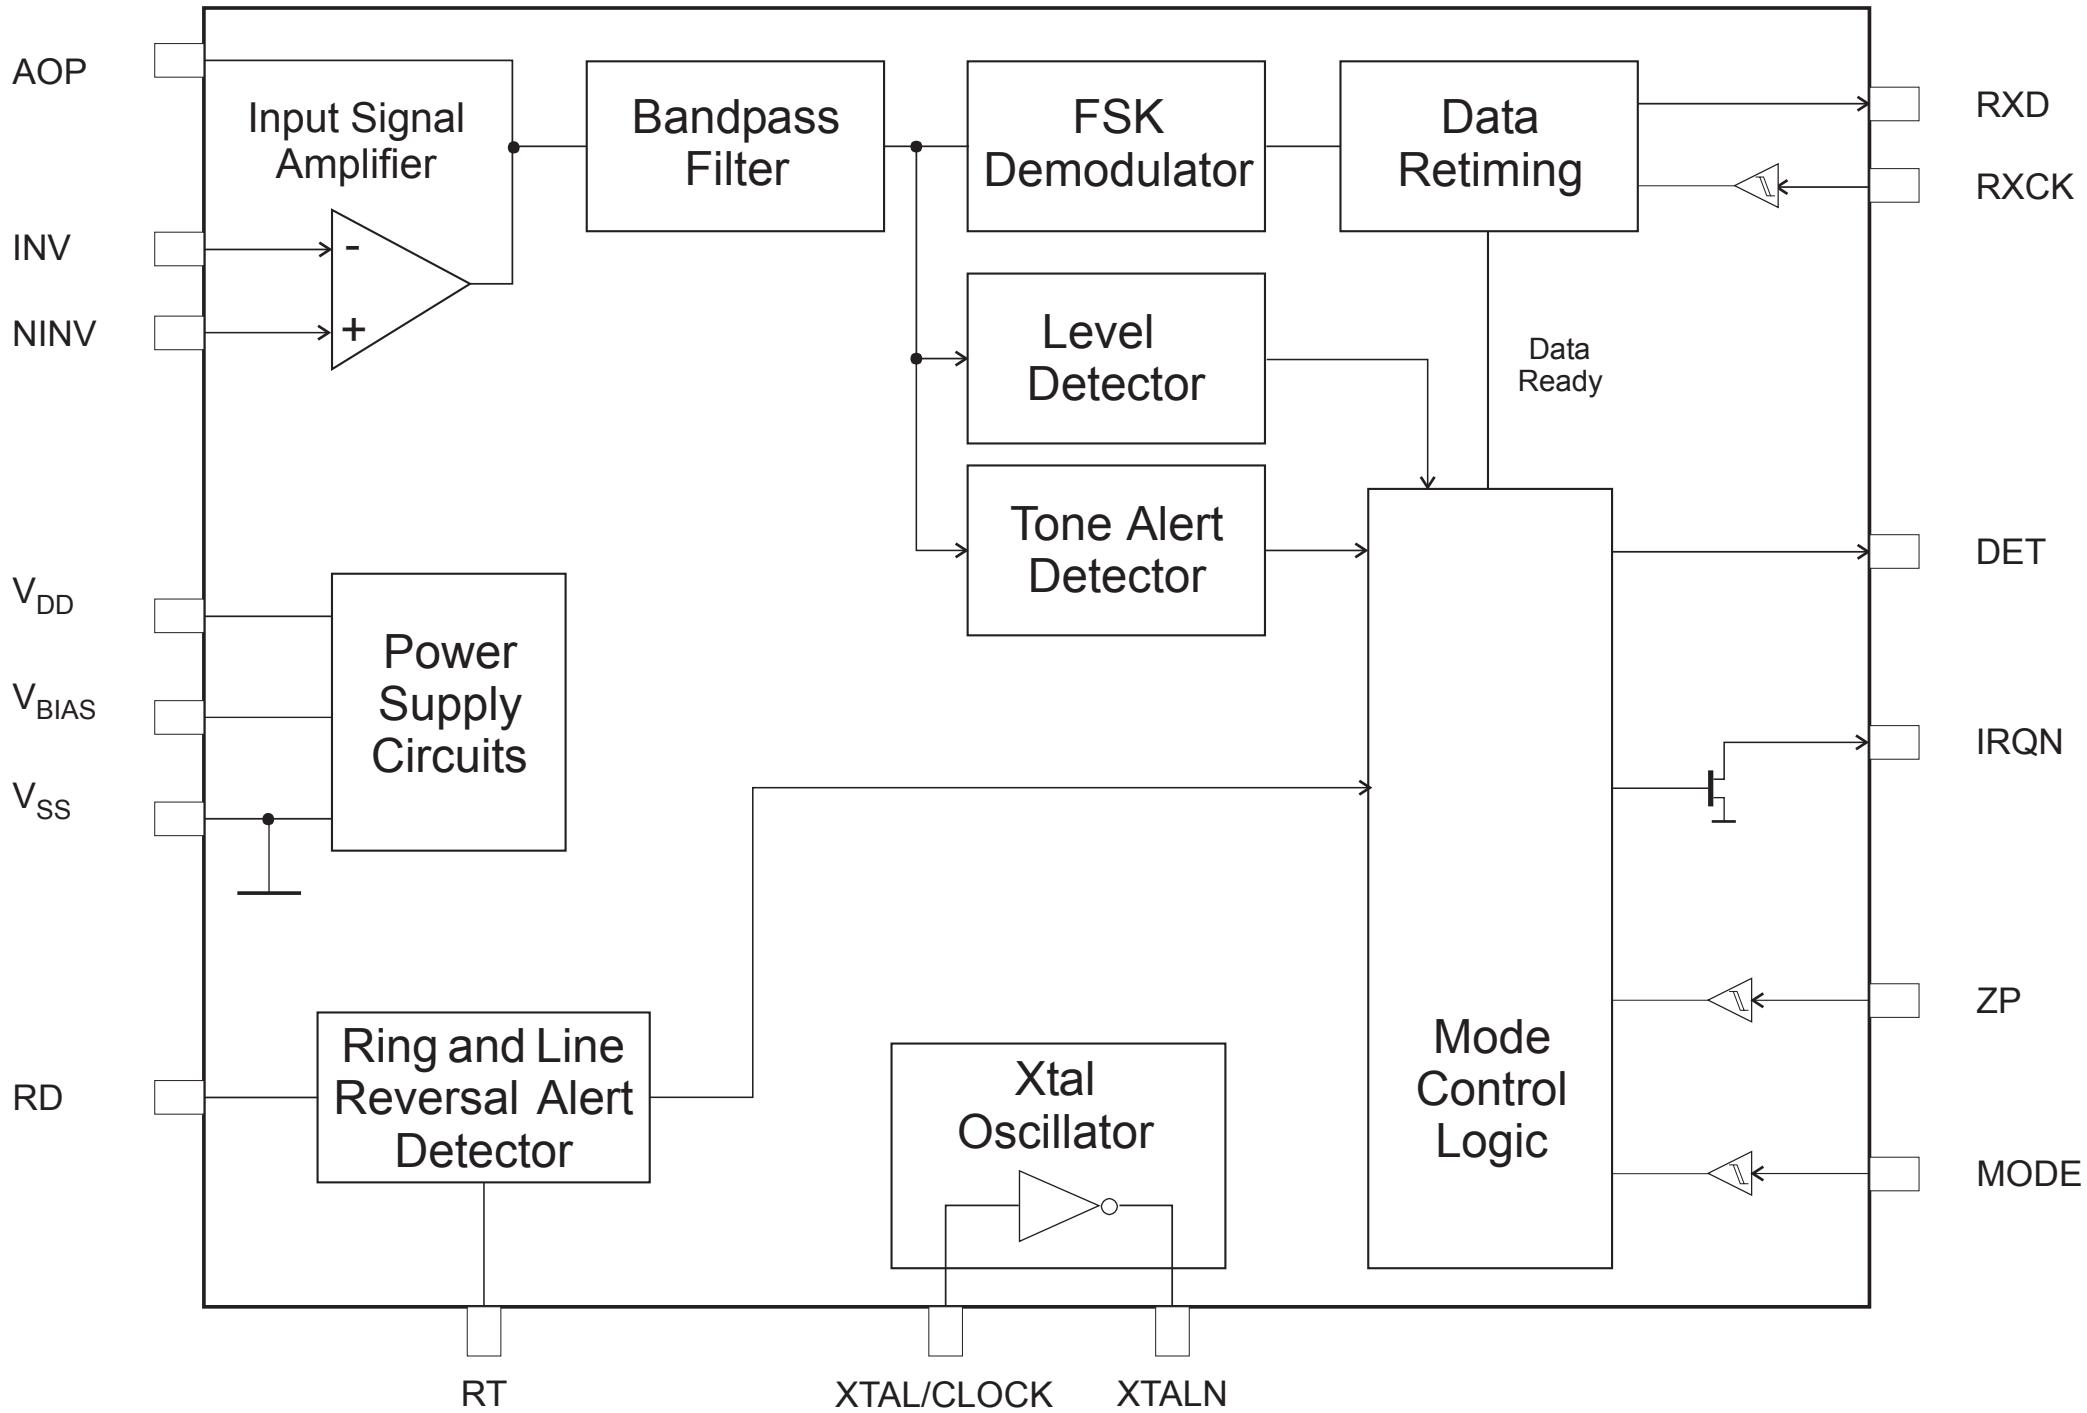 AOP
Input Signal
Amplifier
INV
-
NINV
+
Bandpass
Filter
FSK
Demodulator
Data
Retiming
RXD
RXCK
Level
Detector
Data
Ready
Tone Alert
Detector
DET
VDD
VBIAS
VSS
Power
Supply
Circuits
IRQN
ZP
Mode
Control
Logic
MODE
RD
Ring and Line
Reversal Alert
Detector
Xtal
Oscillator
RT
XTAL/CLOCK
XTALN